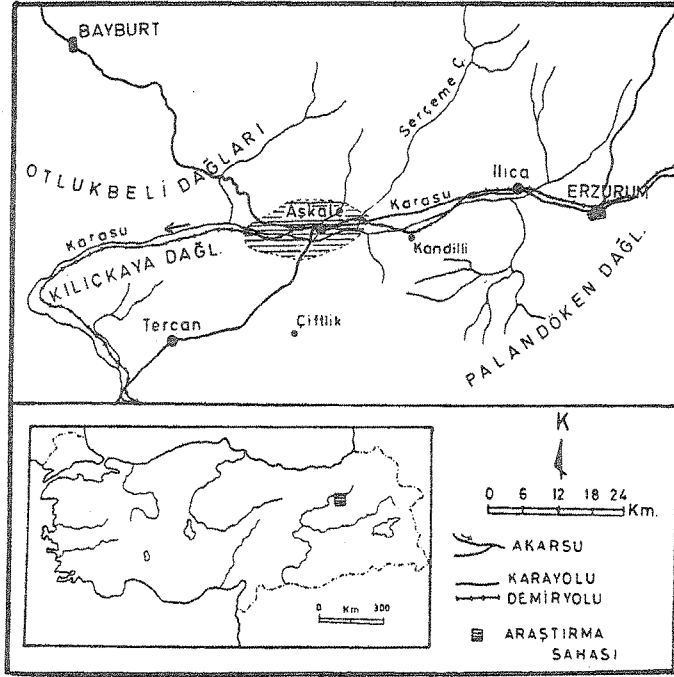 BAYBURT
Serçeme Ç.
OTLUKBELİ DAĞLARI
Ilıca
ERZURUM
Karasu
Aşkale
Karasu
Kandilli
KILIÇKAYA DAĞL.
PALANDÖKEN DAĞL.
Tercan
Çiftlik
K
0 6 12 18 24
Km.
AKARSU
KARAYOLU
DEMİRYOLU
ARAŞTIRMA
SAHASI
0 Km 300